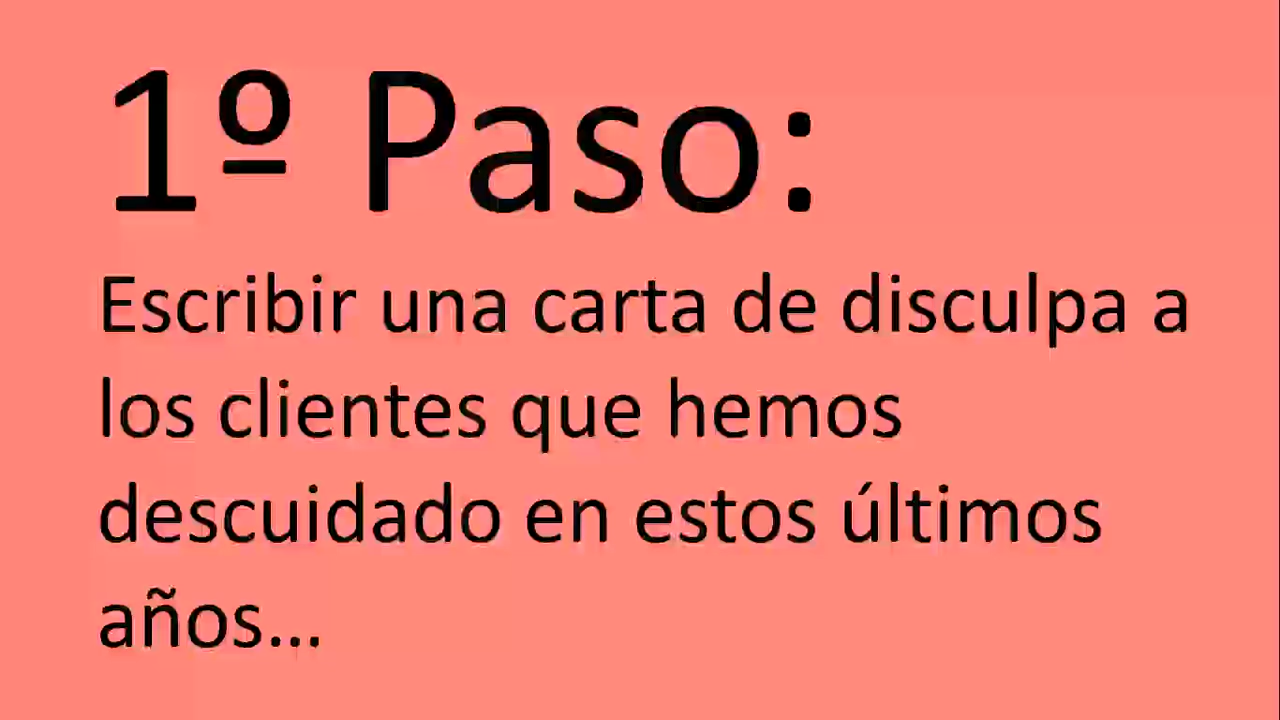 1º Paso:
Escribir una carta de disculpa a
los clientes que hemos
descuidado en estos últimos
años...